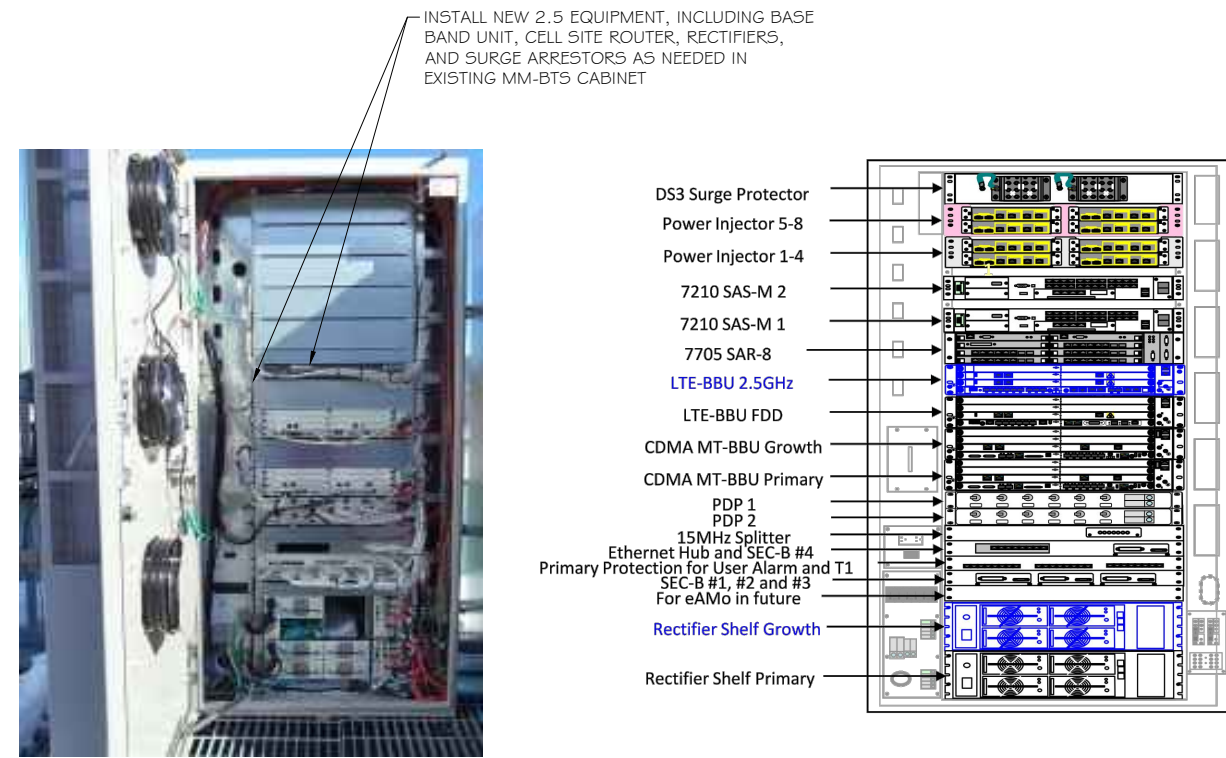 INSTALL NEW 2.5 EQUIPMENT, INCLUDING BASE
BAND UNIT, CELL SITE ROUTER, RECTIFIERS,
AND SURGE ARRESTORS AS NEEDED IN
EXISTING MM-BTS CABINET
DS3 Surge Protector
Power Injector 5-8
Power Injector 1-4
7210 SAS-M 2
7210 SAS-M 1
7705 SAR-8
LTE-BBU 2.5GHz
LTE-BBU FDD
CDMA MT-BBU Growth
CDMA MT-BBU Primary
PDP 1
PDP 2
15MHz Splitter
Ethernet Hub and SEC-B #4
Primary Protection for User Alarm and T1
SEC-B #1, #2 and #3
For eAMo in future
Rectifier Shelf Growth
Rectifier Shelf Primary